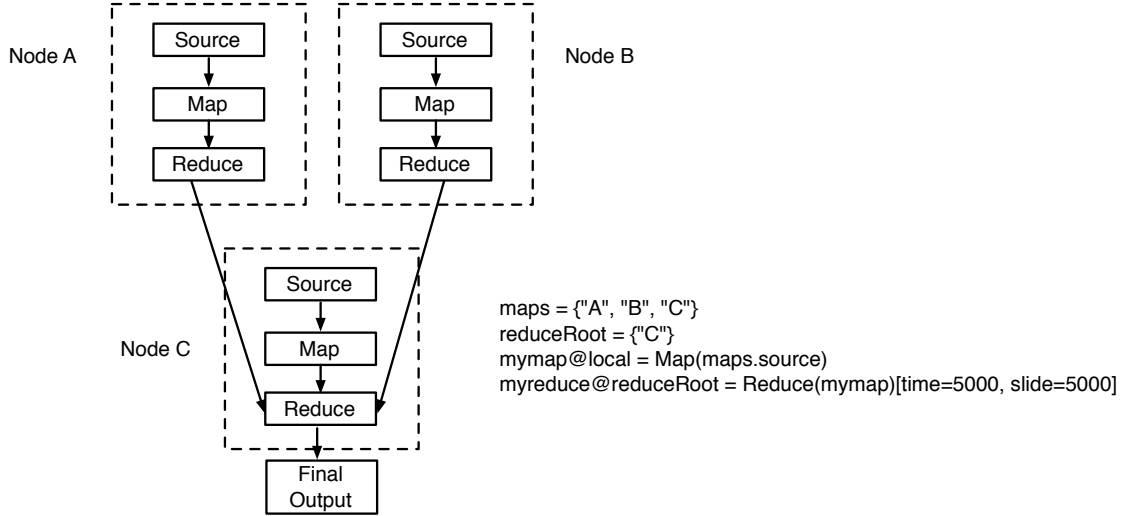 Node A
Source
Map
Reduce
Source
Map
Reduce
Node B
Node C
Source
Map
Reduce
Final
Output
maps = {"A", "B", "C"}
reduceRoot = {"C"}
mymap@local = Map(maps.source)
myreduce@reduceRoot = Reduce(mymap)[time=5000, slide=5000]